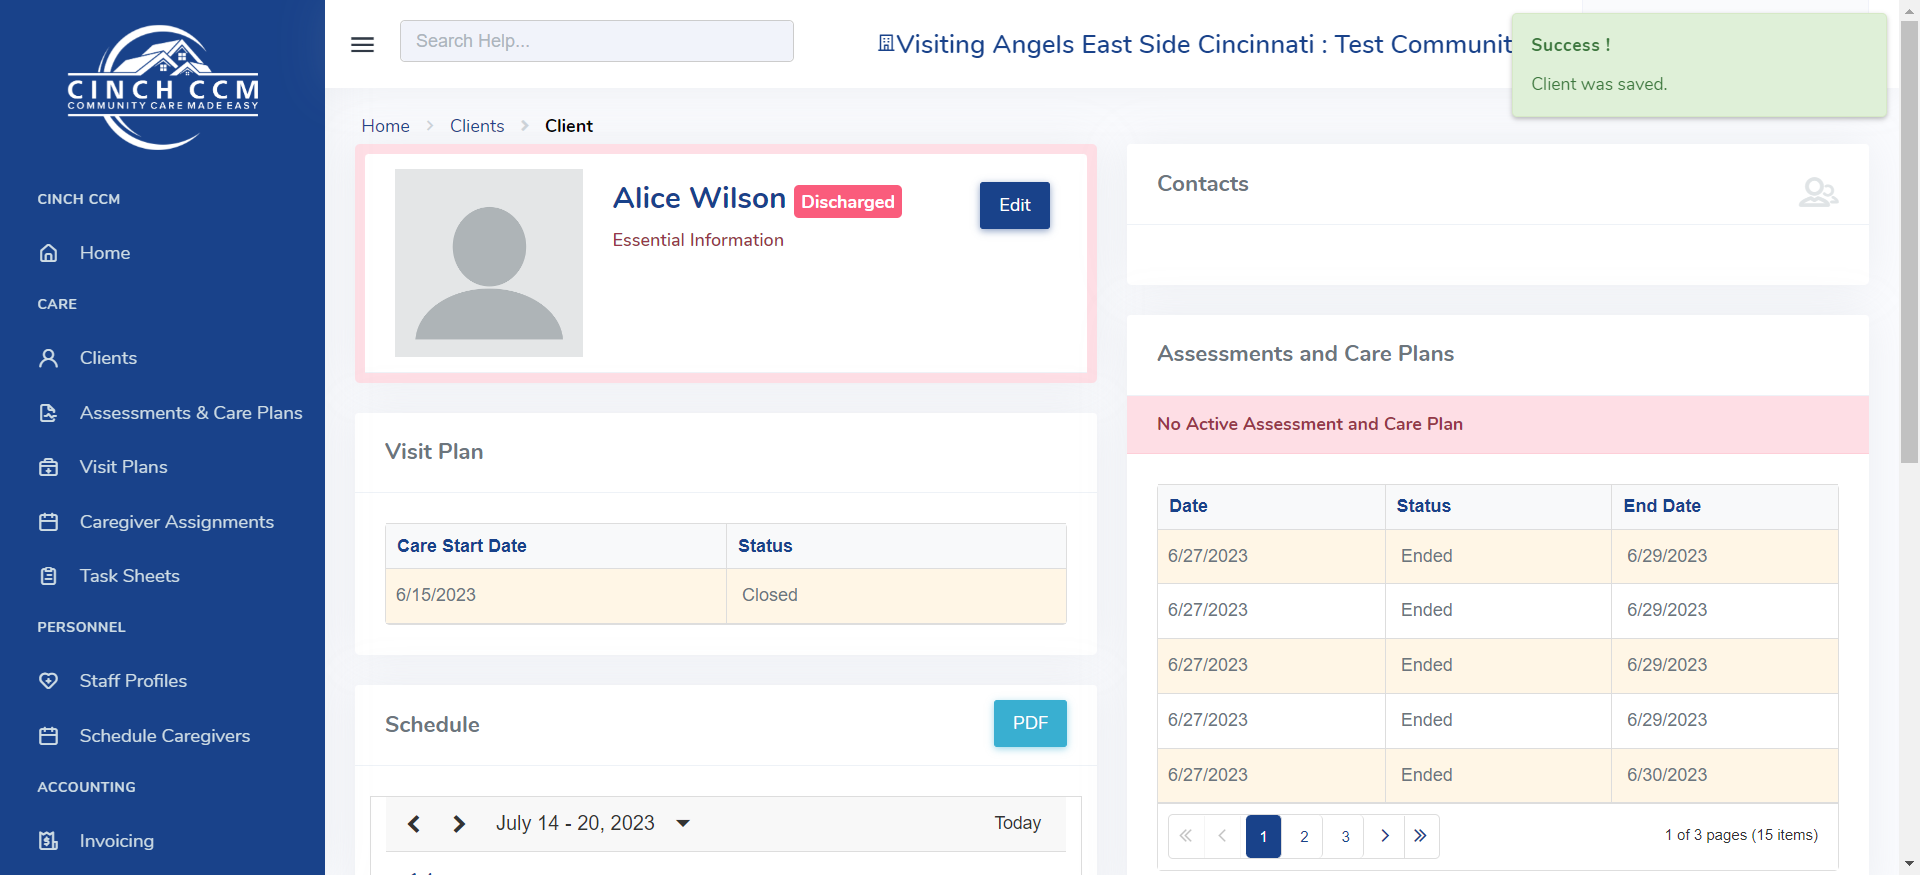 CINCH CCM
COMMUNITY CARE MADE EASY
CINCH CCM
Home
CARE
Clients
Assessments & Care Plans
Visit Plans
Caregiver Assignments
Task Sheets
PERSONNEL
Staff Profiles
Schedule Caregivers
ACCOUNTING
Invoicing
Search Help...
Visiting Angels East Side Cincinnati : Test Communit
Success !
Client was saved.
Home > Clients > Client
Alice Wilson Discharged
Essential Information
Edit
Visit Plan
Care Start Date Status
6/15/2023 Closed
Schedule
PDF
July 14 - 20, 2023
Today
Contacts
Assessments and Care Plans
No Active Assessment and Care Plan
Date Status End Date
6/27/2023 Ended 6/29/2023
6/27/2023 Ended 6/29/2023
6/27/2023 Ended 6/29/2023
6/27/2023 Ended 6/29/2023
6/27/2023 Ended 6/30/2023
1 2 3
1 of 3 pages (15 items)